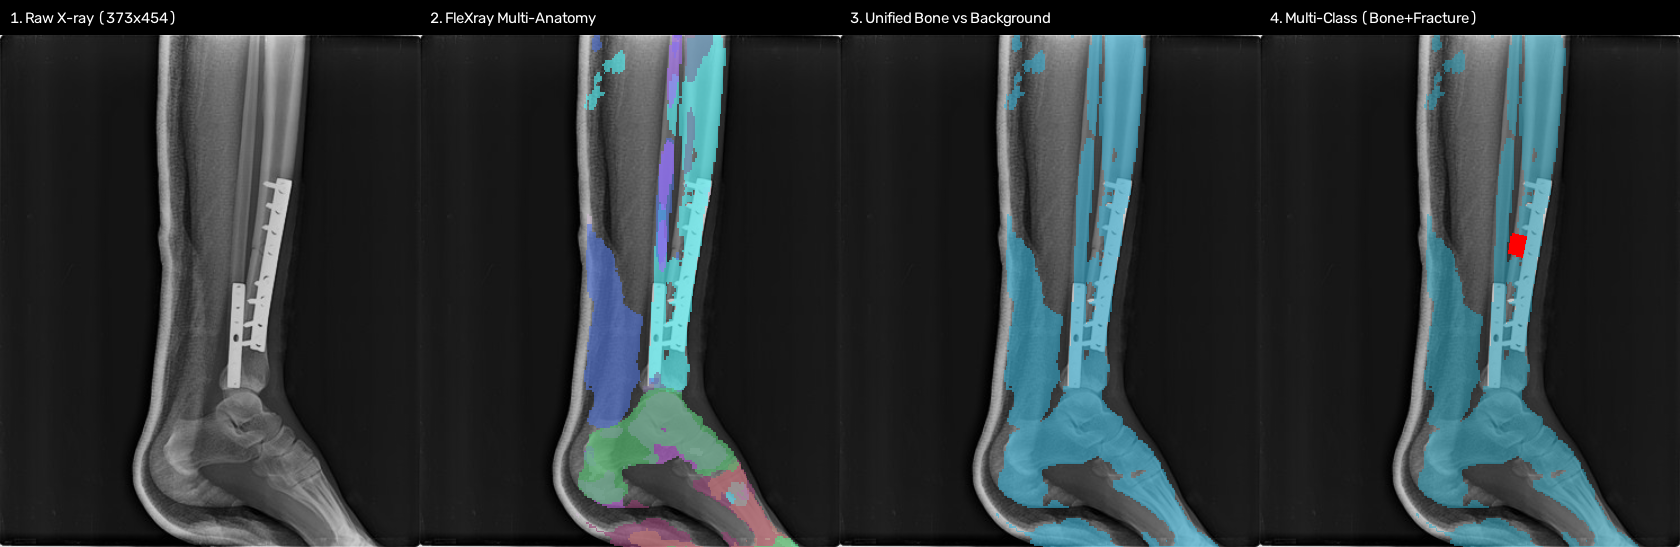 1. Raw X-ray (373x454)
2. FleXray Multi-Anatomy
3. Unified Bone vs Background
4. Multi-Class (Bone+Fracture)